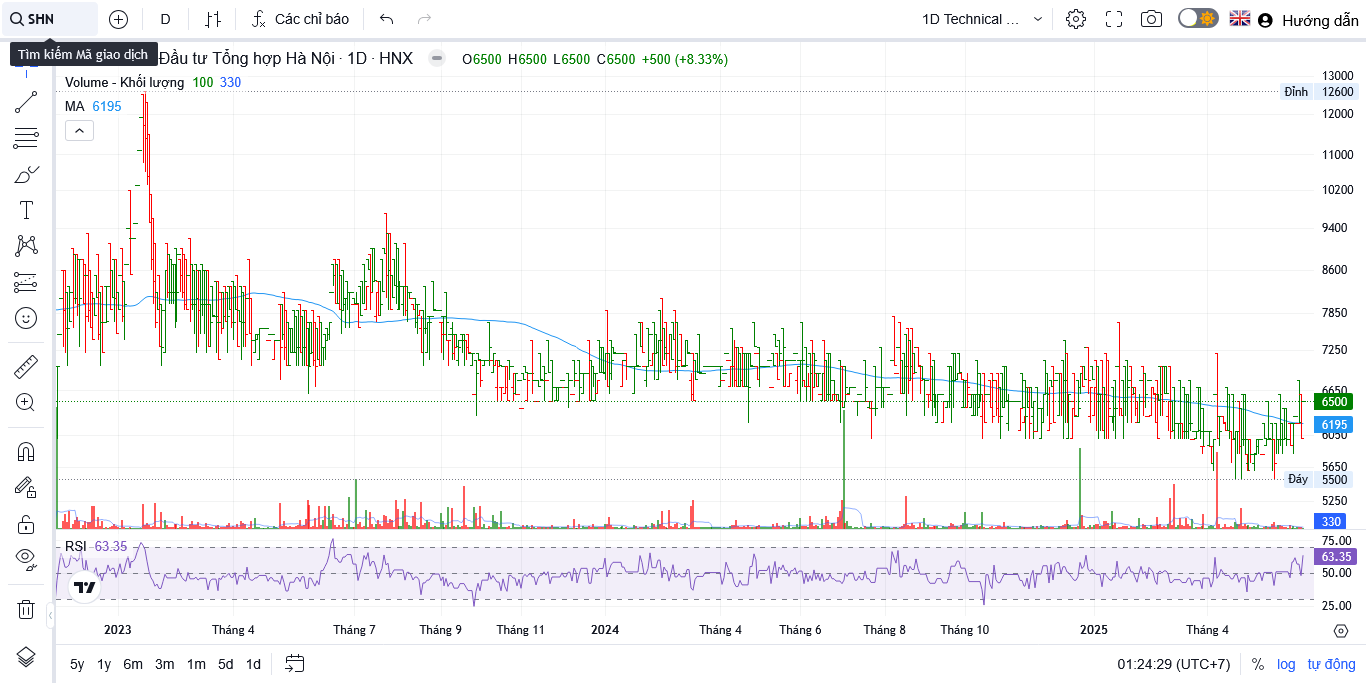 SHN D Các chỉ báo 1D Technical ... Hướng dẫn
Tìm kiếm Mã giao dịch
Đầu tư Tổng hợp Hà Nội · 1D · HNX O6500 H6500 L6500 C6500 +500 (+8.33%)
Volume - Khối lượng 100 330
MA 6195
13000
Đỉnh 12600
12000
11000
10200
9400
8600
7850
7250
6650
6500
6195
6050
5650
Đáy 5500
5250
330
RSI 63.35
75.00
63.35
50.00
25.00
2023 Tháng 4 Tháng 7 Tháng 9 Tháng 11 2024 Tháng 4 Tháng 6 Tháng 8 Tháng 10 2025 Tháng 4
5y 1y 6m 3m 1m 5d 1d 01:24:29 (UTC+7) % log tự động